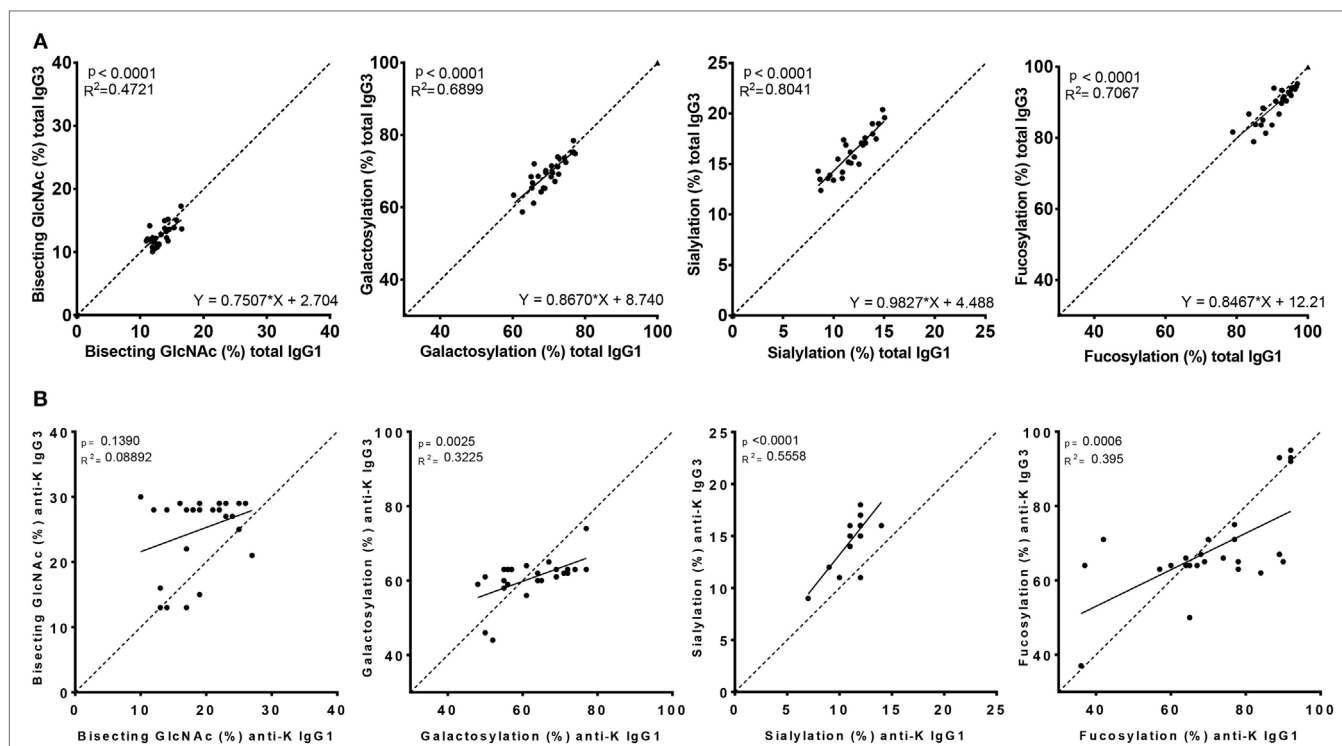 A
p < 0.0001
R²=0.4721
Y = 0.7507*X + 2.704
Bisecting GlcNAc (%) total IgG3
40
30
20
10
0
0 10 20 30 40
Bisecting GlcNAc (%) total IgG1
p < 0.0001
R²=0.6899
Y = 0.8670*X + 8.740
Galactosylation (%) total IgG3
100
80
60
40
40 60 80 100
Galactosylation (%) total IgG1
p < 0.0001
R²=0.8041
Y = 0.9827*X + 4.488
Sialylation (%) total IgG3
25
20
15
10
5
0
0 5 10 15 20 25
Sialylation (%) total IgG1
p < 0.0001
R²=0.7067
Y = 0.8467*X + 12.21
Fucosylation (%) total IgG3
100
80
60
40
40 60 80 100
Fucosylation (%) total IgG1
B
p= 0.1390
R²= 0.08892
Bisecting GlcNAc (%) anti-K IgG3
40
30
20
10
0
0 10 20 30 40
Bisecting GlcNAc (%) anti-K IgG1
p= 0.0025
R²= 0.3225
Galactosylation (%) anti-K IgG3
100
80
60
40
40 60 80 100
Galactosylation (%) anti-K IgG1
p <0.0001
R²= 0.5558
Sialylation (%) anti-K IgG3
25
20
15
10
5
0
0 5 10 15 20 25
Sialylation (%) anti-K IgG1
p= 0.0006
R²= 0.395
Fucosylation (%) anti-K IgG3
100
80
60
40
40 60 80 100
Fucosylation (%) anti-K IgG1